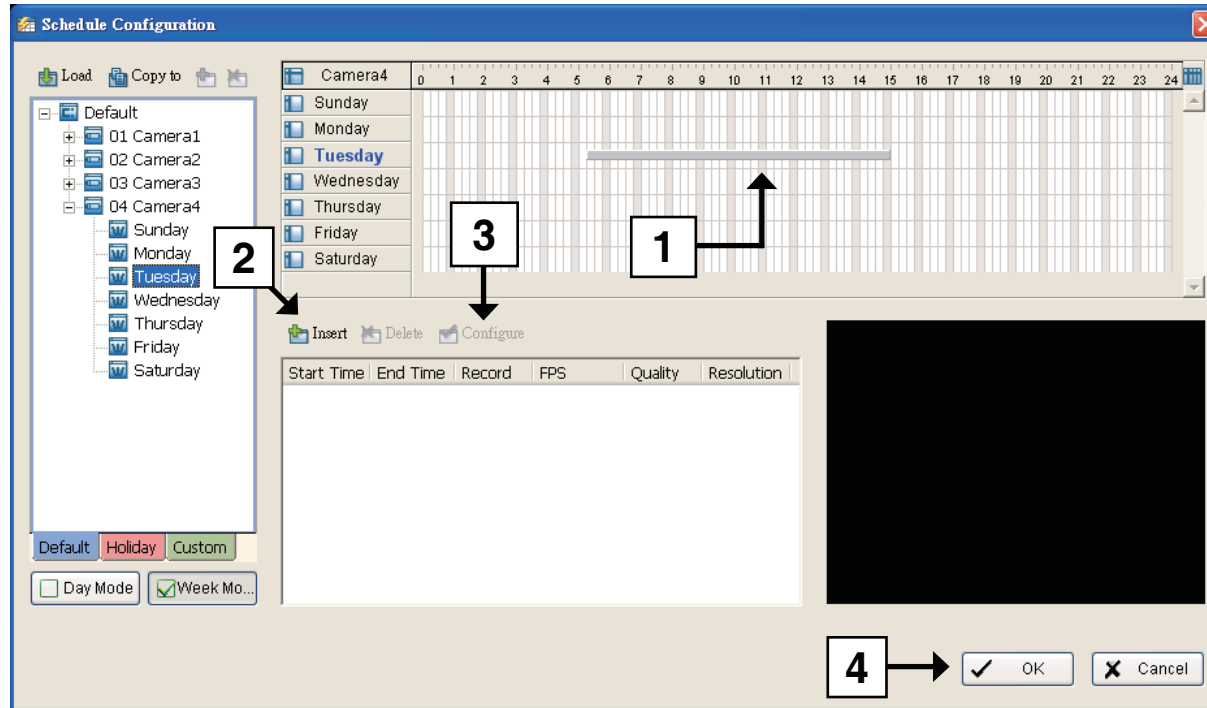 Schedule Configuration
Load Copy to
Default
01 Camera1
02 Camera2
03 Camera3
04 Camera4
Sunday
Monday
Tuesday
Wednesday
Thursday
Friday
Saturday
Default Holiday Custom
Day Mode Week Mo...
Camera4 0 1 2 3 4 5 6 7 8 9 10 11 12 13 14 15 16 17 18 19 20 21 22 23 24
Sunday
Monday
Tuesday
Wednesday
Thursday
Friday
Saturday
1
2
3
Insert Delete Configure
Start Time End Time Record FPS Quality Resolution
4
OK Cancel